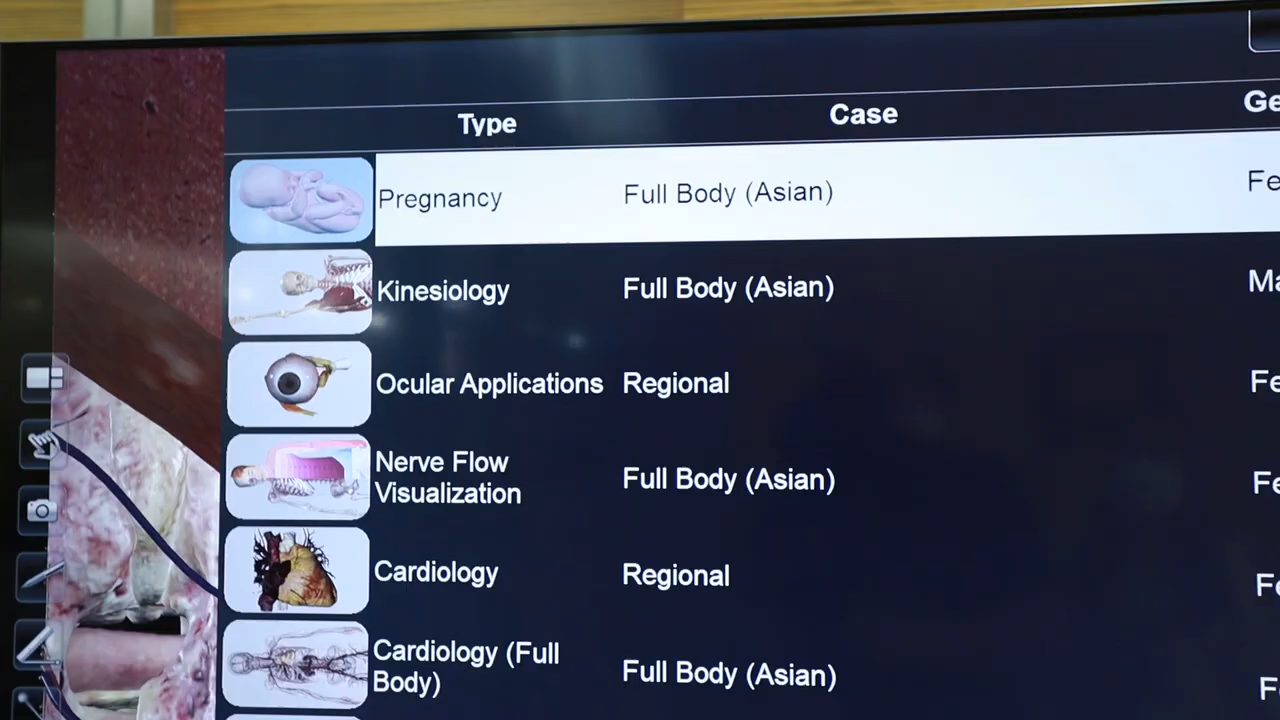 Type Case
Pregnancy Full Body (Asian)
Kinesiology Full Body (Asian)
Ocular Applications Regional
Nerve Flow
Visualization Full Body (Asian)
Cardiology Regional
Cardiology (Full
Body) Full Body (Asian)